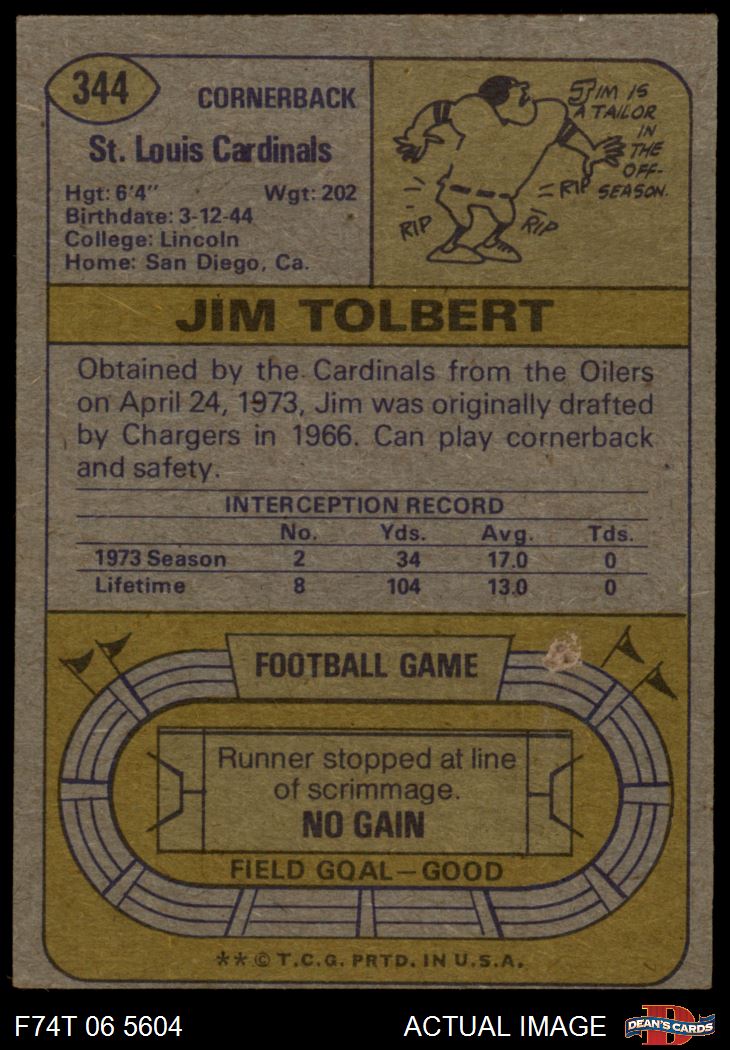 344
CORNERBACK
St. Louis Cardinals
Hgt: 6'4" Wgt: 202
Birthdate: 3-12-44
College: Lincoln
Home: San Diego, Ca.
JIM IS
A TAILOR
IN
THE
OFF-
SEASON.
RIP
RIP
RIP
JIM TOLBERT
Obtained by the Cardinals from the Oilers
on April 24, 1973, Jim was originally drafted
by Chargers in 1966. Can play cornerback
and safety.
INTERCEPTION RECORD
No. Yds. Avg. Tds.
1973 Season 2 34 17.0 0
Lifetime 8 104 13.0 0
FOOTBALL GAME
Runner stopped at line
of scrimmage.
NO GAIN
FIELD GOAL—GOOD
** © T.C.G. PRTD. IN U.S.A.
F74T 06 5604 ACTUAL IMAGE
D
DEAN'S CARDS